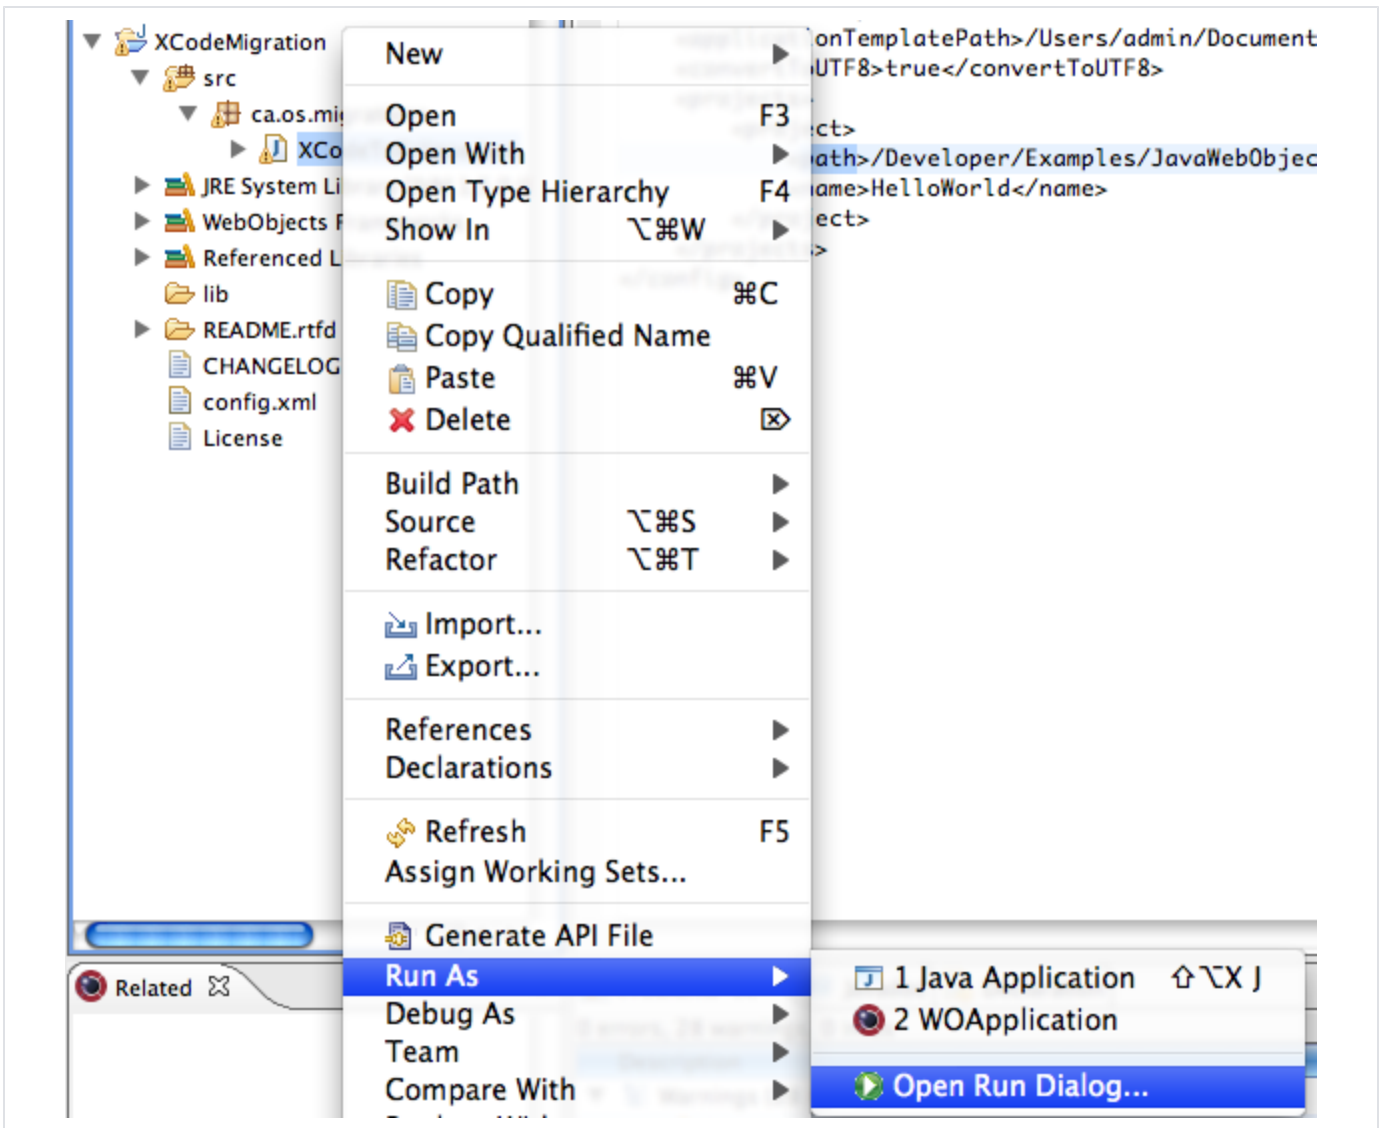 XCodeMigration
src
ca.os.mig
XCo
JRE System Li
WebObjects F
Referenced L
lib
README.rtfd
CHANGELOG
config.xml
License
onTemplatePath>/Users/admin/Document
UTF8>true</convertToUTF8>
ct>
path>/Developer/Examples/JavaWebObjec
name>HelloWorld</name>
ect>
s>
New
Open F3
Open With
Open Type Hierarchy F4
Show In ⌥⌘W
Copy ⌘C
Copy Qualified Name
Paste ⌘V
Delete ⌦
Build Path
Source ⌥⌘S
Refactor ⌥⌘T
Import...
Export...
References
Declarations
Refresh F5
Assign Working Sets...
Generate API File
Run As
Debug As
Team
Compare With
1 Java Application ⇧⌥X J
2 WOApplication
Open Run Dialog...
Related